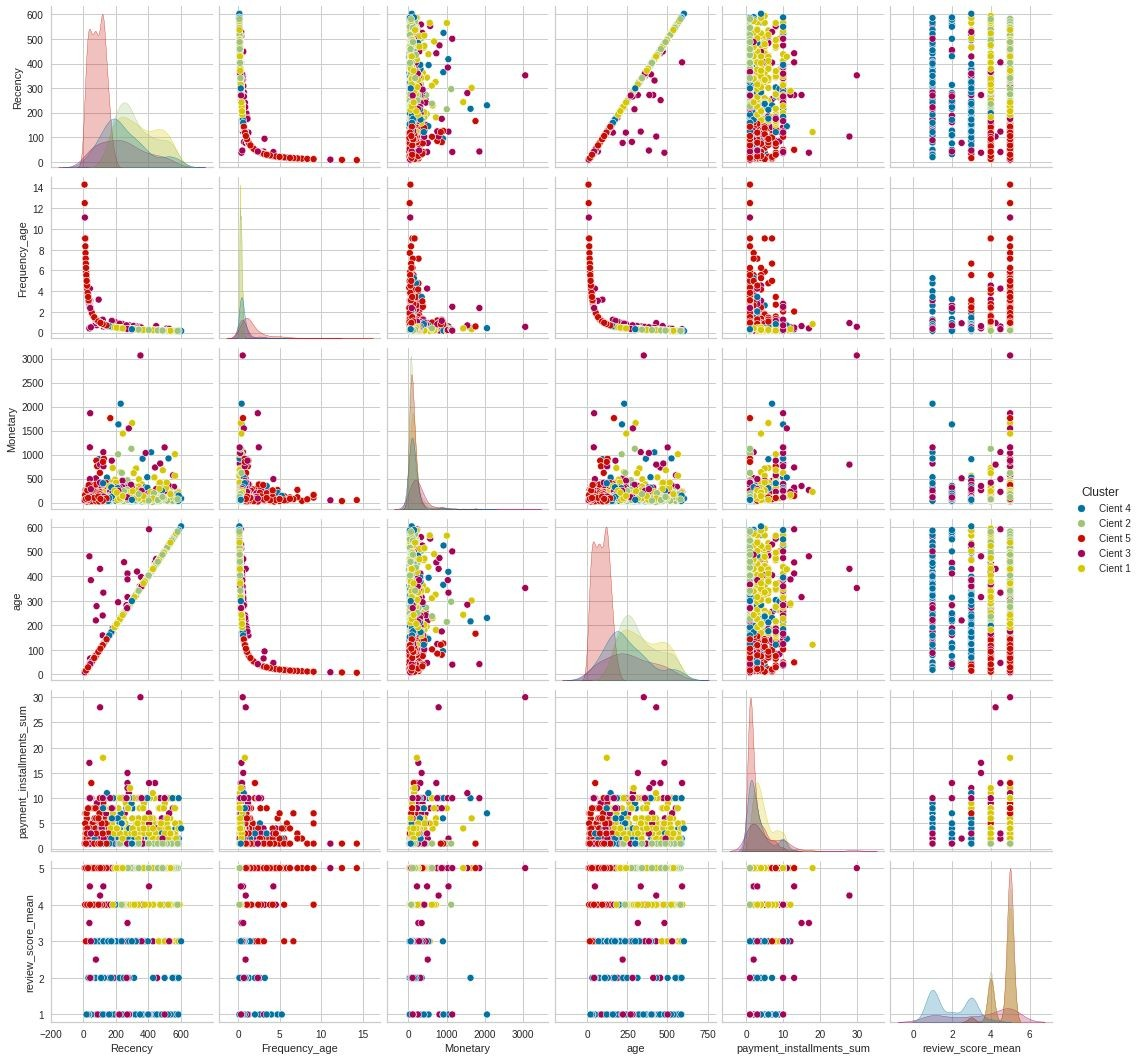 600
500
400
300
200
100
0
Recency
14
12
10
8
6
4
2
0
Frequency_age
3000
2500
2000
1500
1000
500
0
Monetary
Cluster
Cient 4
Cient 2
Cient 5
Cient 3
Cient 1
600
500
400
300
200
100
0
age
30
25
20
15
10
5
0
payment_installments_sum
5
4
3
2
1
review_score_mean
−200 0 200 400 600
0 5 10 15
0 1000 2000 3000
0 250 500 750
0 10 20 30
0 2 4 6
Recency
Frequency_age
Monetary
age
payment_installments_sum
review_score_mean